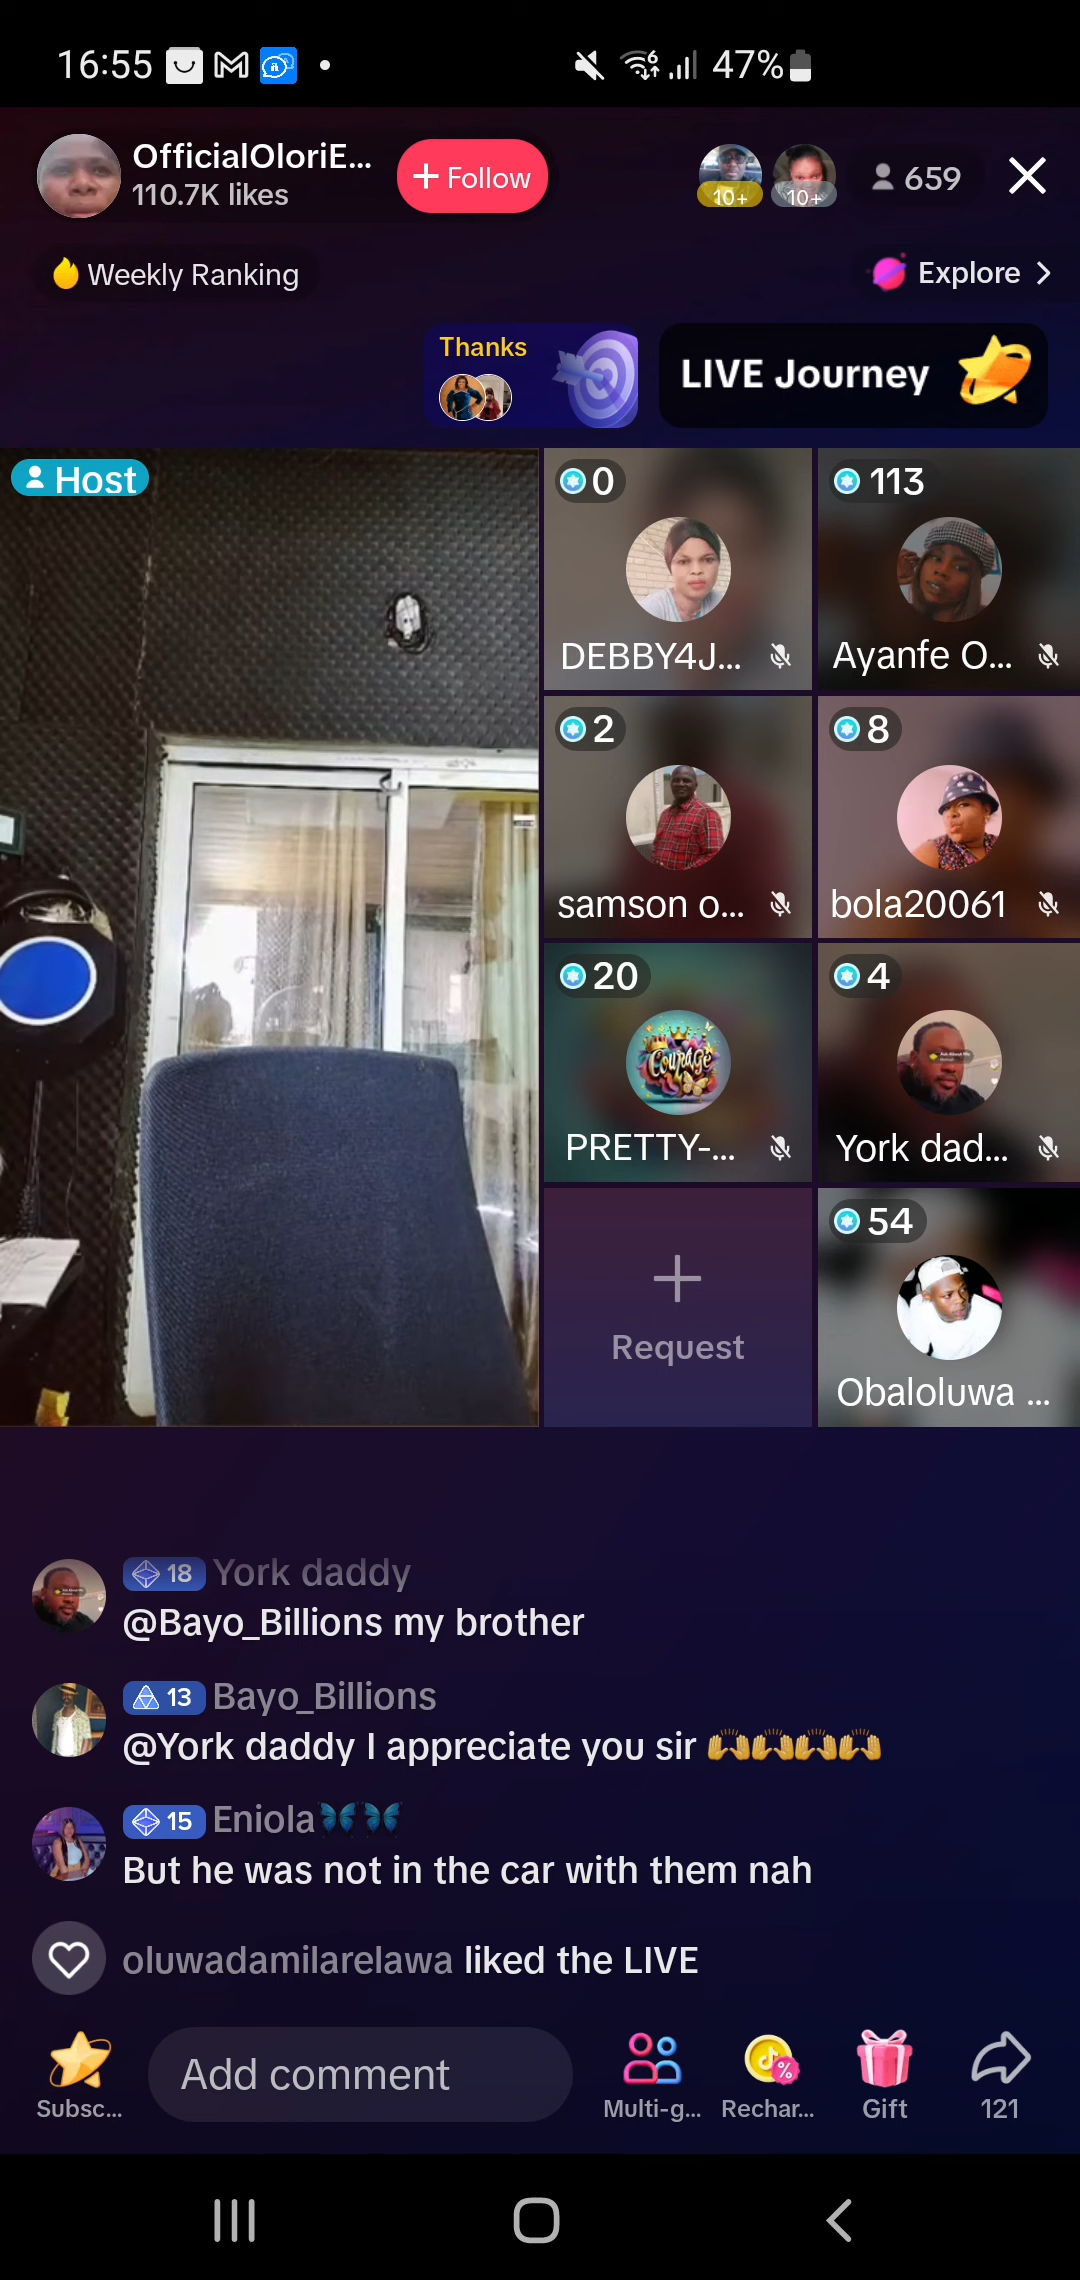 16:55
47%
OfficialOloriE...
110.7K likes
+ Follow
10+
10+
659
Weekly Ranking
Explore
Thanks
LIVE Journey
Host
0
113
DEBBY4J...
Ayanfe O...
2
8
samson o...
bola20061
20
4
Courage
PRETTY-...
York dad...
54
Request
Obaloluwa ...
18 York daddy
@Bayo_Billions my brother
13 Bayo_Billions
@York daddy I appreciate you sir 🙌🙌🙌🙌
15 Eniola🦋🦋
But he was not in the car with them nah
oluwadamilarelawa liked the LIVE
Add comment
Subsc...
Multi-g...
Rechar...
Gift
121